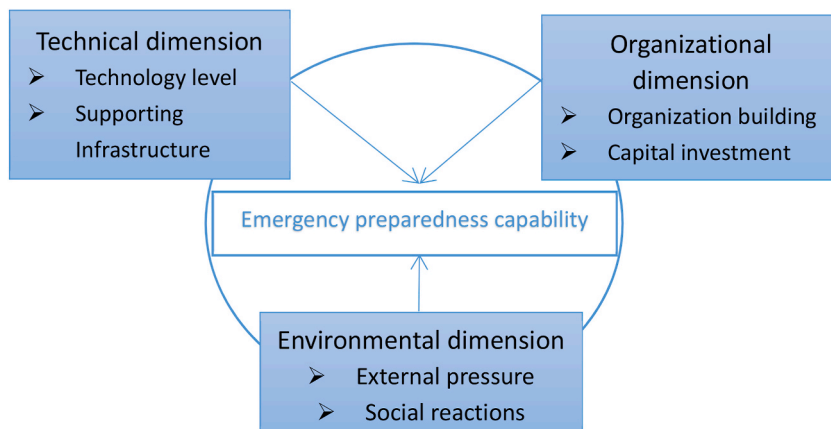 Technical dimension
➢ Technology level
➢ Supporting
Infrastructure
Organizational
dimension
➢ Organization building
➢ Capital investment
Emergency preparedness capability
Environmental dimension
➢ External pressure
➢ Social reactions